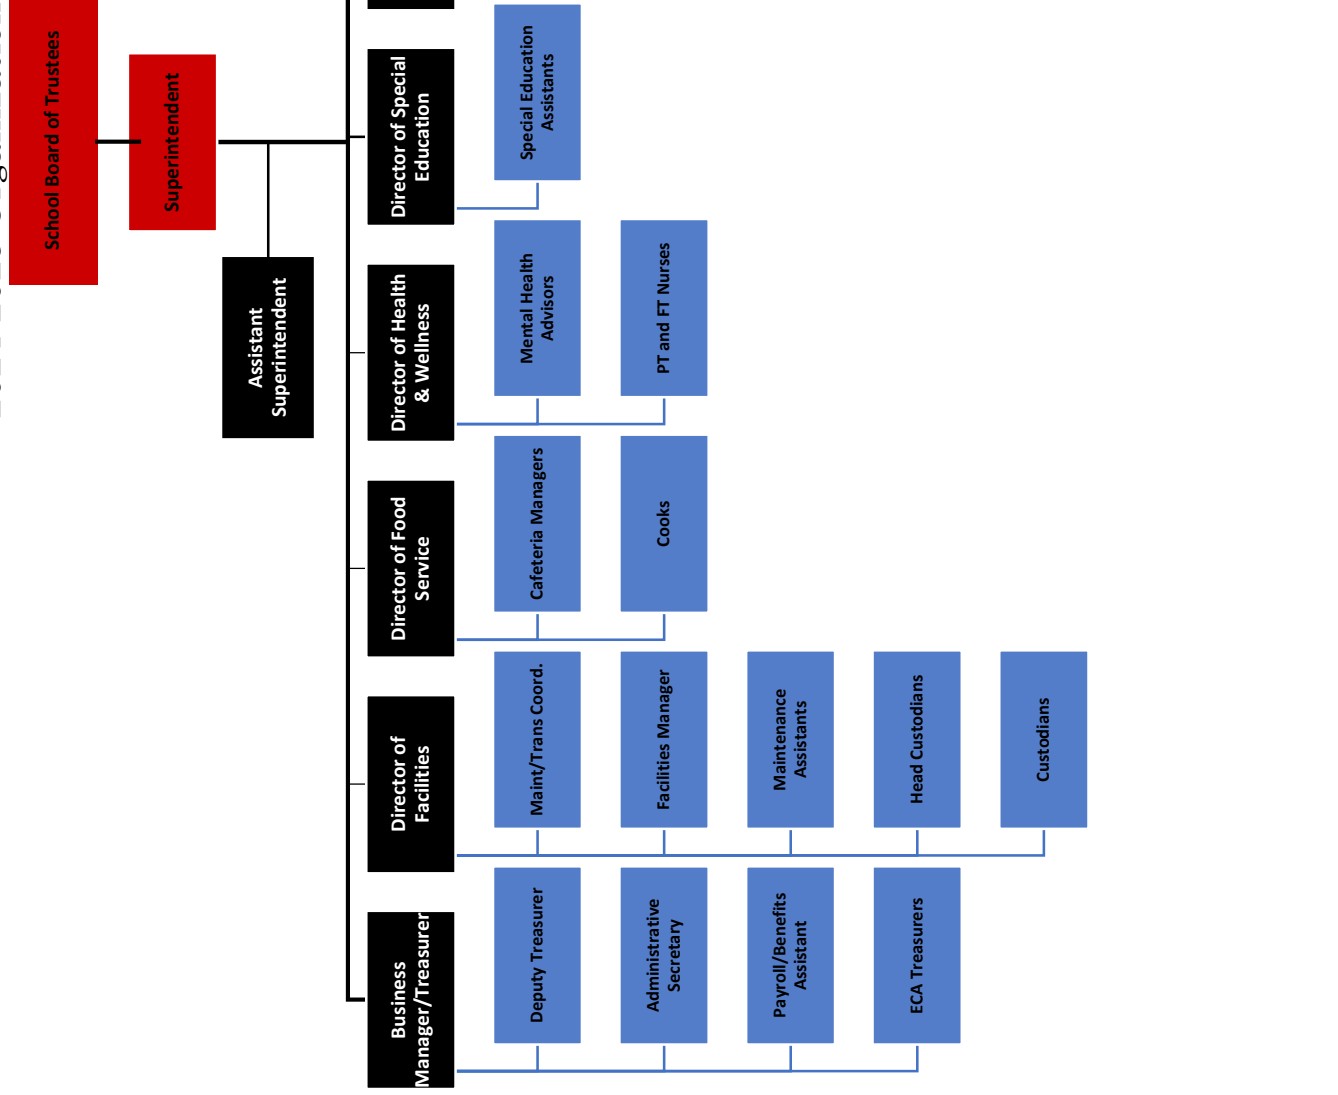 School Board of Trustees
Superintendent
Assistant
Superintendent
Business
Manager/Treasurer
Deputy Treasurer
Administrative
Secretary
Payroll/Benefits
Assistant
ECA Treasurers
Director of
Facilities
Maint/Trans Coord.
Facilities Manager
Maintenance
Assistants
Head Custodians
Custodians
Director of Food
Service
Cafeteria Managers
Cooks
Director of Health
& Wellness
Mental Health
Advisors
PT and FT Nurses
Director of Special
Education
Special Education
Assistants